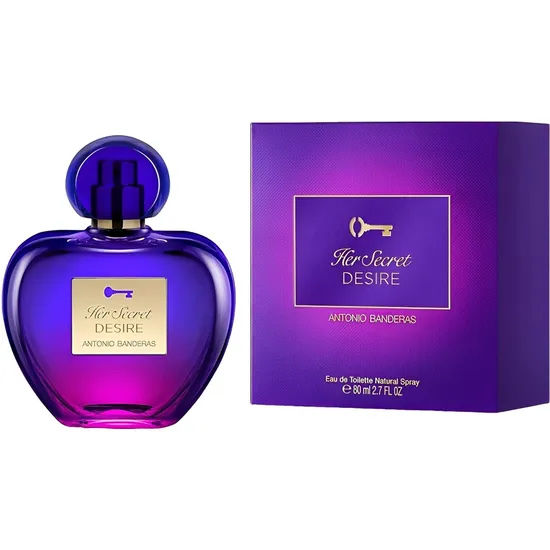 Her Secret
DESIRE
ANTONIO BANDERAS
Her Secret
DESIRE
ANTONIO BANDERAS
Eau de Toilette Natural Spray
℮ 80 ml 2.7 FL OZ